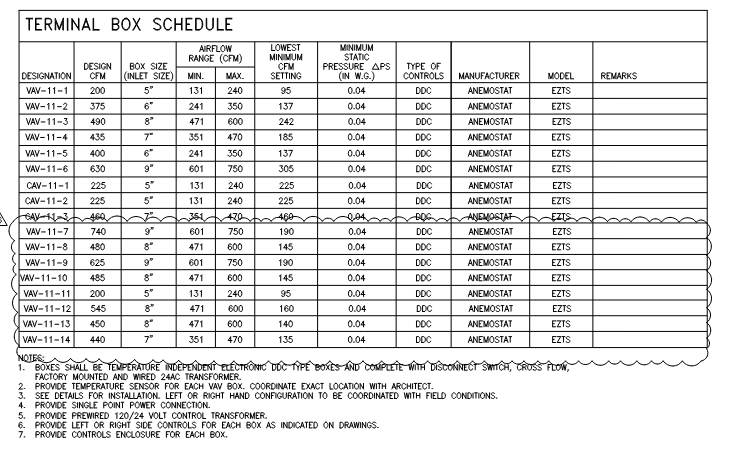 TERMINAL BOX SCHEDULE
DESIGNATION DESIGN CFM BOX SIZE (INLET SIZE) AIRFLOW RANGE (CFM) MIN. MAX. LOWEST MINIMUM CFM SETTING MINIMUM STATIC PRESSURE △PS (IN W.G.) TYPE OF CONTROLS MANUFACTURER MODEL REMARKS
VAV-11-1 200 5" 131 240 95 0.04 DDC ANEMOSTAT EZTS
VAV-11-2 375 6" 241 350 137 0.04 DDC ANEMOSTAT EZTS
VAV-11-3 490 8" 471 600 242 0.04 DDC ANEMOSTAT EZTS
VAV-11-4 435 7" 351 470 185 0.04 DDC ANEMOSTAT EZTS
VAV-11-5 400 6" 241 350 137 0.04 DDC ANEMOSTAT EZTS
VAV-11-6 630 9" 601 750 305 0.04 DDC ANEMOSTAT EZTS
CAV-11-1 225 5" 131 240 225 0.04 DDC ANEMOSTAT EZTS
CAV-11-2 225 5" 131 240 225 0.04 DDC ANEMOSTAT EZTS
CAV-11-3 460 7" 351 470 460 0.04 DDC ANEMOSTAT EZTS
VAV-11-7 740 9" 601 750 190 0.04 DDC ANEMOSTAT EZTS
VAV-11-8 480 8" 471 600 145 0.04 DDC ANEMOSTAT EZTS
VAV-11-9 625 9" 601 750 190 0.04 DDC ANEMOSTAT EZTS
VAV-11-10 485 8" 471 600 145 0.04 DDC ANEMOSTAT EZTS
VAV-11-11 200 5" 131 240 95 0.04 DDC ANEMOSTAT EZTS
VAV-11-12 545 8" 471 600 160 0.04 DDC ANEMOSTAT EZTS
VAV-11-13 450 8" 471 600 140 0.04 DDC ANEMOSTAT EZTS
VAV-11-14 440 7" 351 470 135 0.04 DDC ANEMOSTAT EZTS
NOTES:
1. BOXES SHALL BE TEMPERATURE INDEPENDENT ELECTRONIC DDC TYPE BOXES AND COMPLETE WITH DISCONNECT SWITCH, CROSS FLOW,
FACTORY MOUNTED AND WIRED 24AC TRANSFORMER.
2. PROVIDE TEMPERATURE SENSOR FOR EACH VAV BOX. COORDINATE EXACT LOCATION WITH ARCHITECT.
3. SEE DETAILS FOR INSTALLATION. LEFT OR RIGHT HAND CONFIGURATION TO BE COORDINATED WITH FIELD CONDITIONS.
4. PROVIDE SINGLE POINT POWER CONNECTION.
5. PROVIDE PREWIRED 120/24 VOLT CONTROL TRANSFORMER.
6. PROVIDE LEFT OR RIGHT SIDE CONTROLS FOR EACH BOX AS INDICATED ON DRAWINGS.
7. PROVIDE CONTROLS ENCLOSURE FOR EACH BOX.